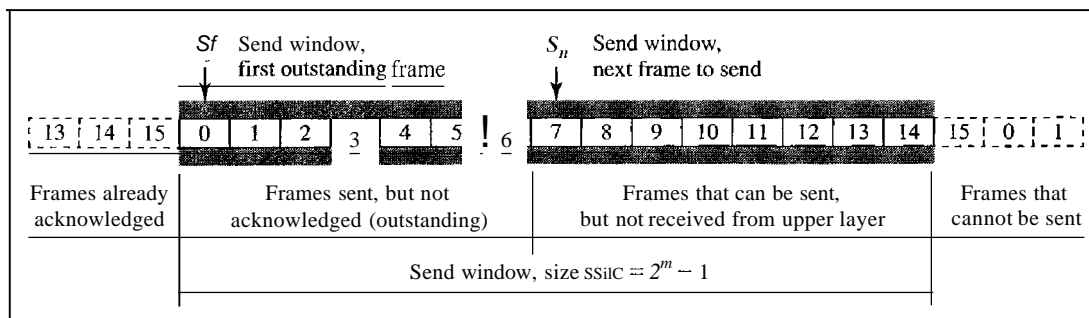 Sf Send window, Sn Send window,
first outstanding frame next frame to send
13 14 15 0 1 2 3 4 5 ! 6 7 8 9 10 11 12 13 14 15 0 1
Frames already Frames sent, but not Frames that can be sent, Frames that
acknowledged acknowledged (outstanding) but not received from upper layer cannot be sent
Send window, size SSiIC = 2^m - 1